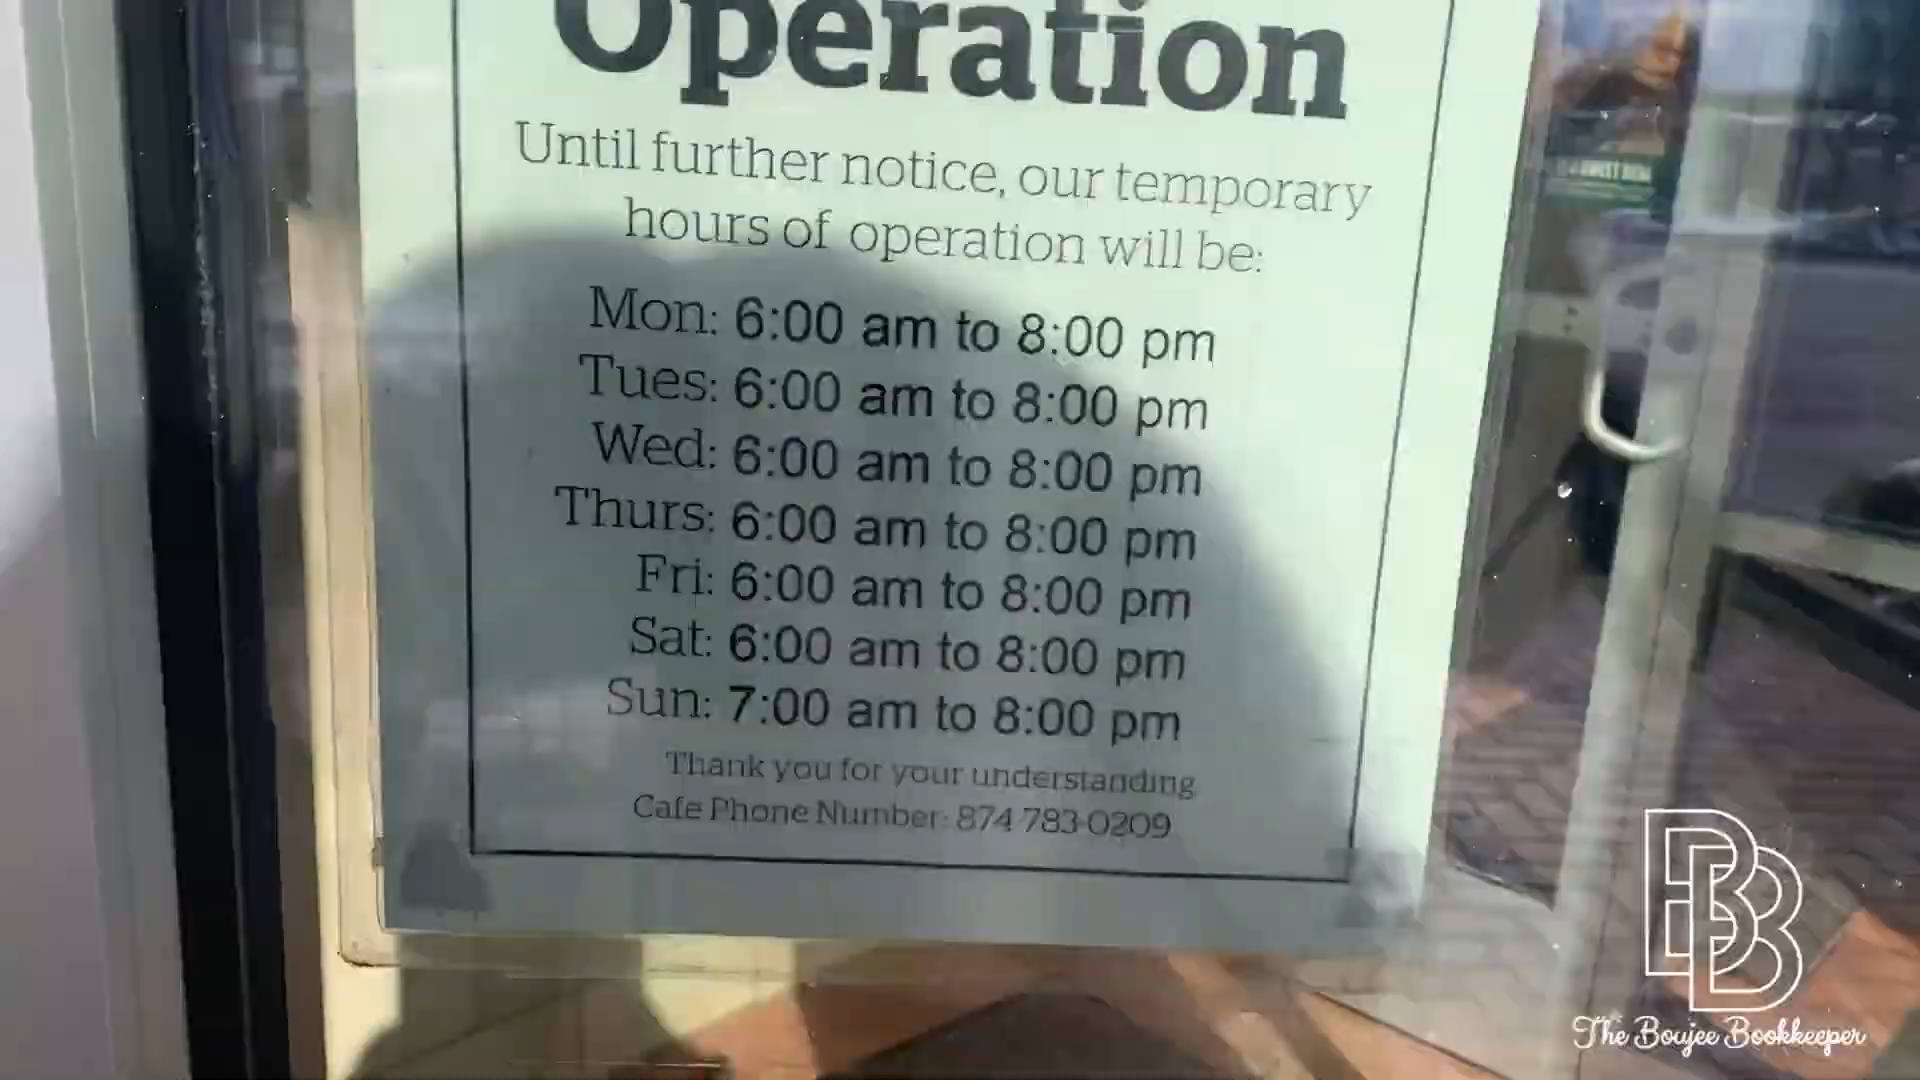 Operation
Until further notice, our temporary
hours of operation will be:
Mon: 6:00 am to 8:00 pm
Tues: 6:00 am to 8:00 pm
Wed: 6:00 am to 8:00 pm
Thurs: 6:00 am to 8:00 pm
Fri: 6:00 am to 8:00 pm
Sat: 6:00 am to 8:00 pm
Sun: 7:00 am to 8:00 pm
Thank you for your understanding
Cafe Phone Number: 874-783-0209
BB
The Boujee Bookkeeper